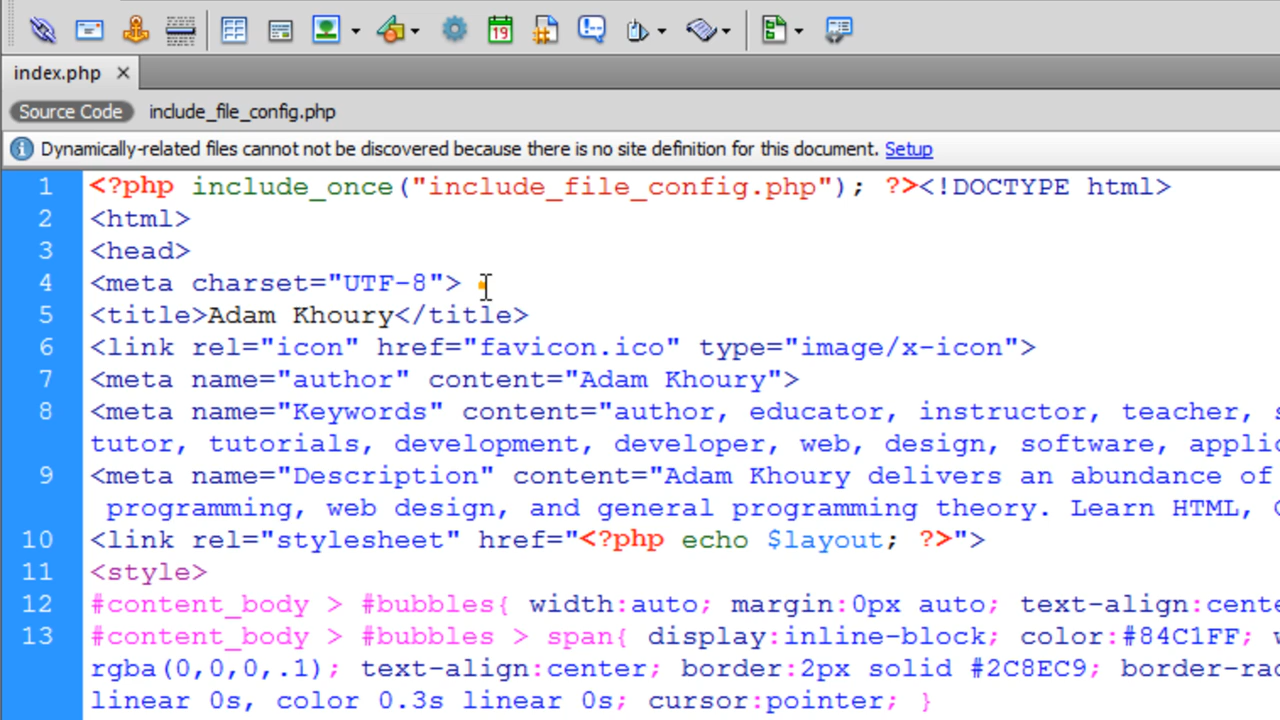 19
index.php ×
Source Code include_file_config.php
Dynamically-related files cannot not be discovered because there is no site definition for this document. Setup
1 <?php include_once("include_file_config.php"); ?><!DOCTYPE html>
2 <html>
3 <head>
4 <meta charset="UTF-8">
5 <title>Adam Khoury</title>
6 <link rel="icon" href="favicon.ico" type="image/x-icon">
7 <meta name="author" content="Adam Khoury">
8 <meta name="Keywords" content="author, educator, instructor, teacher,
tutor, tutorials, development, developer, web, design, software,
9 <meta name="Description" content="Adam Khoury delivers an abundance of
programming, web design, and general programming theory. Learn HTML,
10 <link rel="stylesheet" href="<?php echo $layout; ?>">
11 <style>
12 #content_body > #bubbles{ width:auto; margin:0px auto;
13 #content_body > #bubbles > span{ display:inline-block; color:#84C1FF;
rgba(0,0,0,.1); text-align:center; border:2px solid #2C8EC9;
linear 0s, color 0.3s linear 0s; cursor:pointer; }